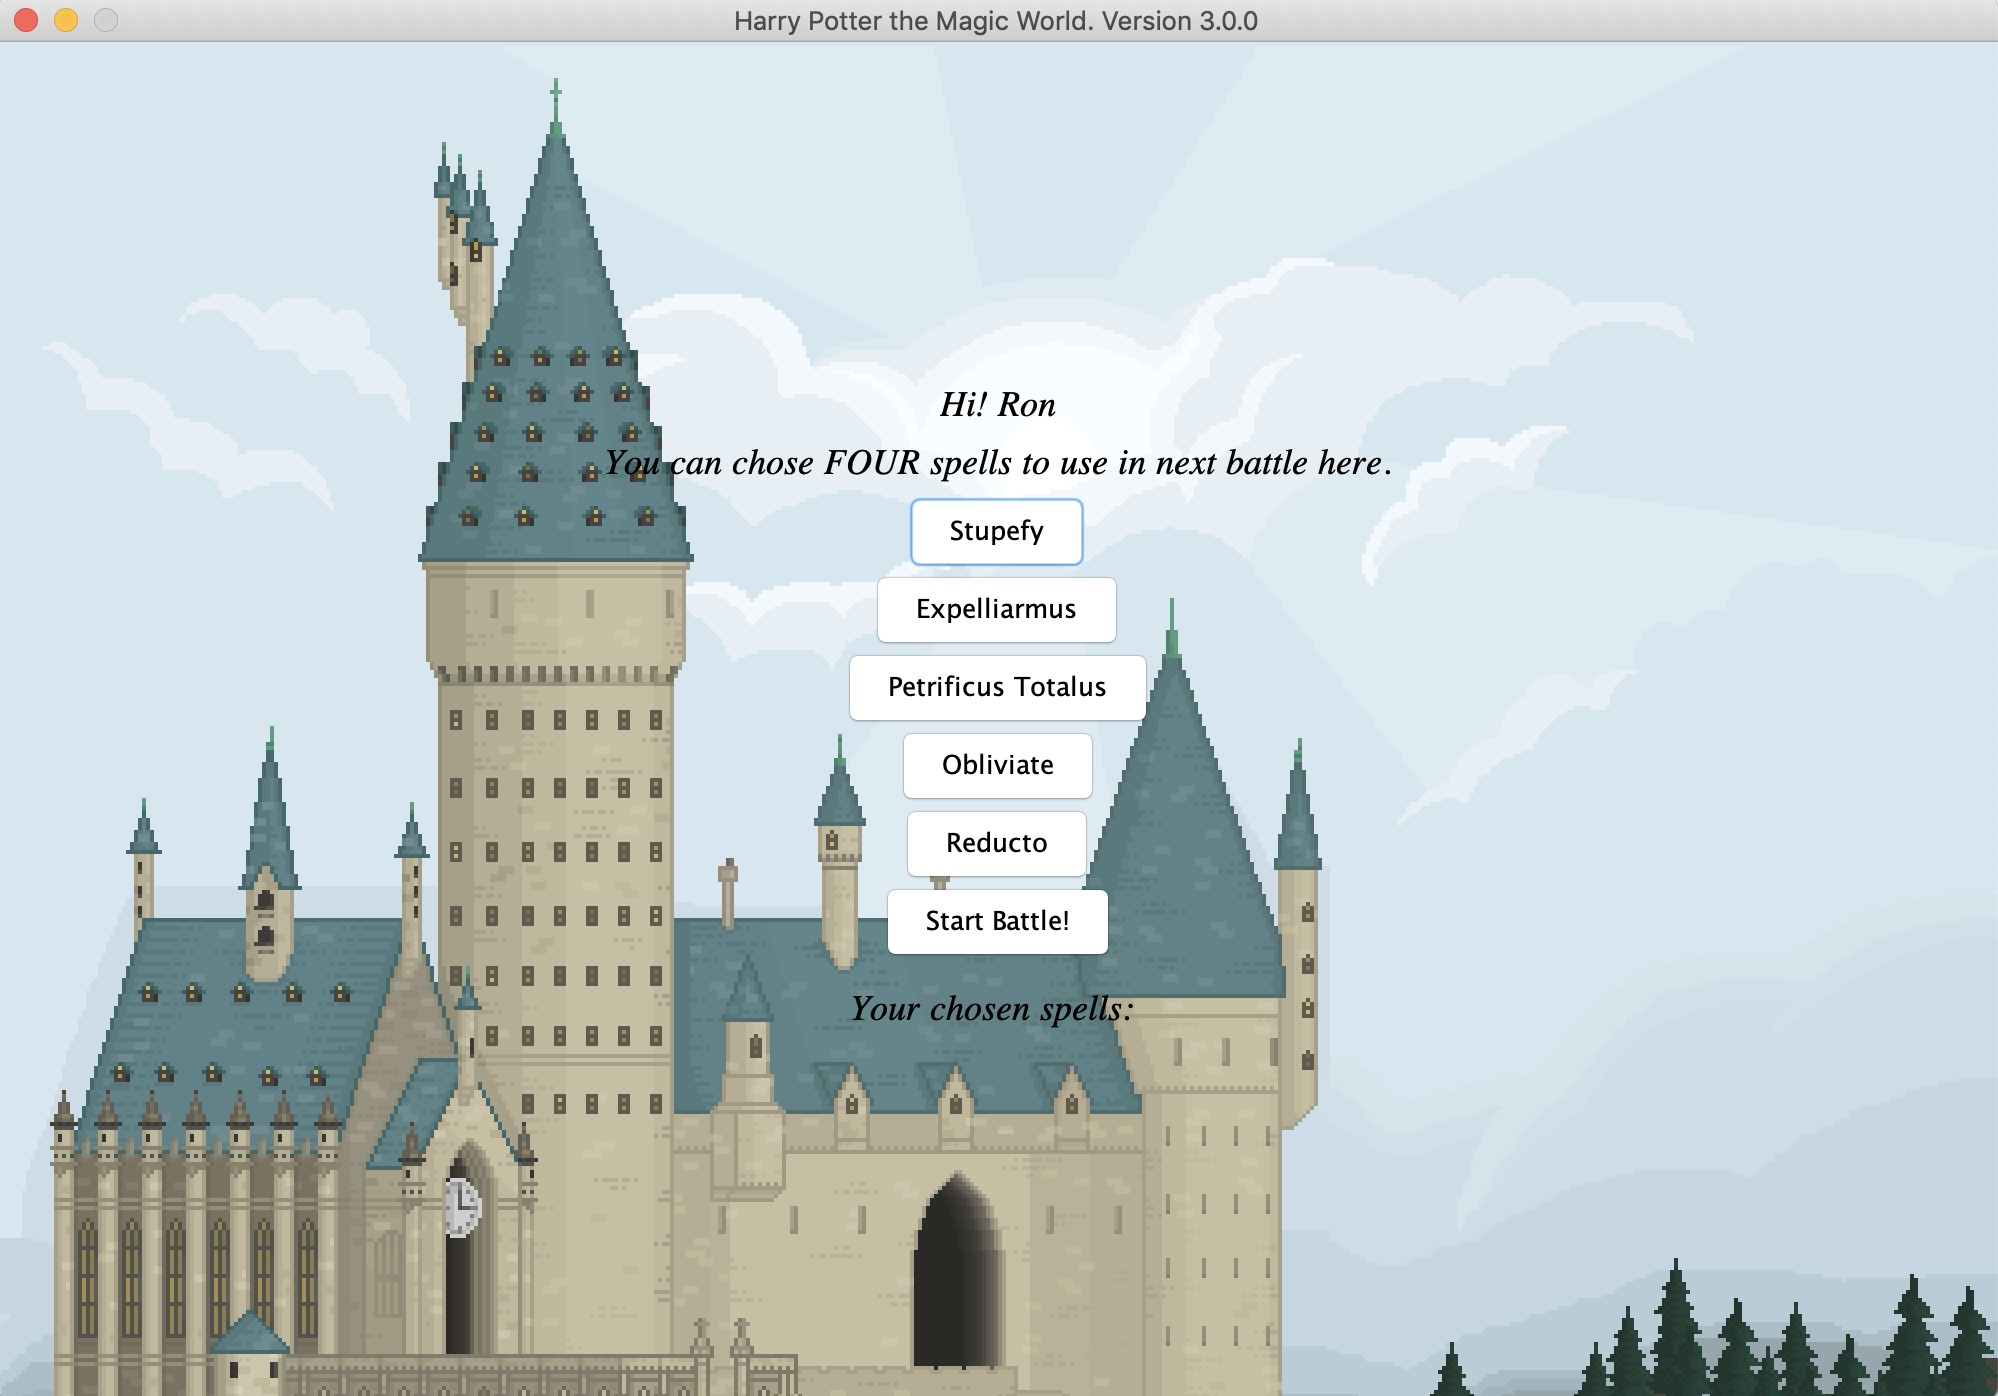 Harry Potter the Magic World. Version 3.0.0
Hi! Ron
You can chose FOUR spells to use in next battle here.
Stupefy
Expelliarmus
Petrificus Totalus
Obliviate
Reducto
Start Battle!
Your chosen spells: